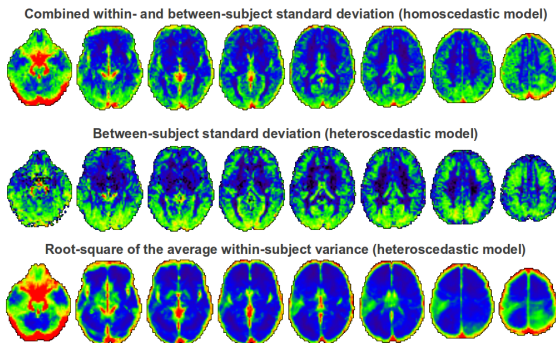 Combined within- and between-subject standard deviation (homoscedastic model)
Between-subject standard deviation (heteroscedastic model)
Root-square of the average within-subject variance (heteroscedastic model)